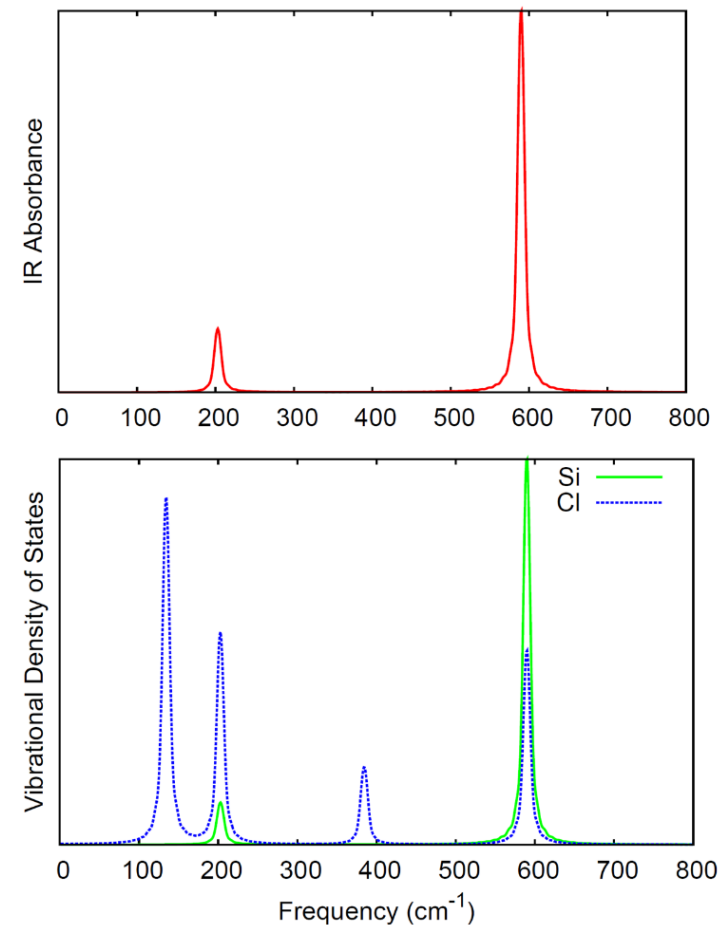 IR Absorbance
0 100 200 300 400 500 600 700 800
Vibrational Density of States
Si
Cl
0 100 200 300 400 500 600 700 800
Frequency (cm-1)